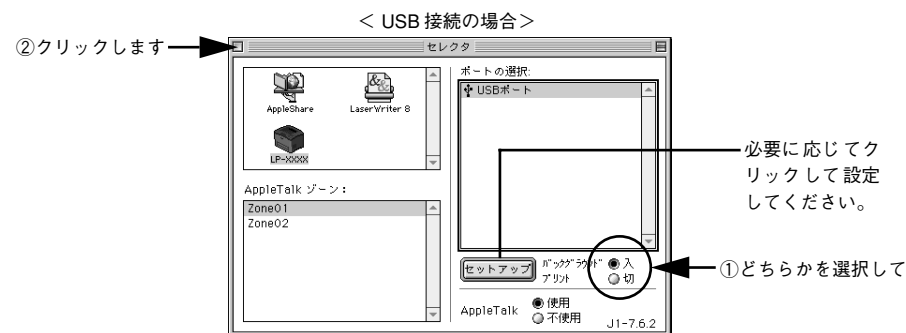 ＜ USB 接続の場合＞
②クリックします
セレクタ
AppleShare
LaserWriter 8
LP-XXXX
AppleTalk ゾーン：
Zone01
Zone02
ポートの選択:
USBポート
必要に応じてク
リックして設定
してください。
セットアップ
ﾊﾞｯｸｸﾞﾗｳﾝﾄﾞ
ﾌﾟﾘﾝﾄ
入
切
①どちらかを選択して
AppleTalk
使用
不使用
J1-7.6.2